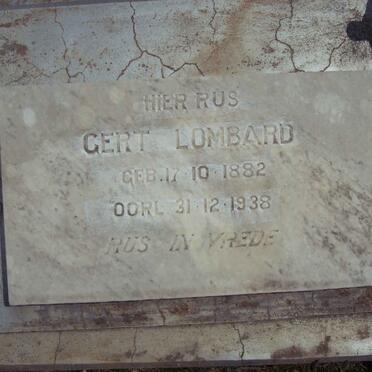 HIER RUS
GERT LOMBARD
GEB. 17·10·1882
OORL 31·12·1938
RUS IN VREDE